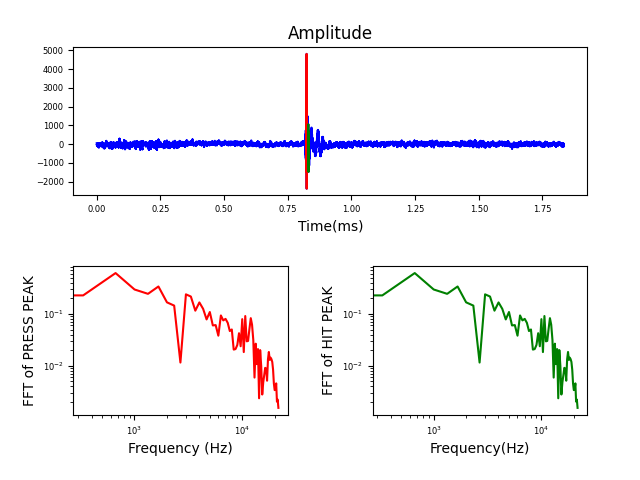 Amplitude
5000
4000
3000
2000
1000
0
−1000
−2000
0.00 0.25 0.50 0.75 1.00 1.25 1.50 1.75
Time(ms)
FFT of PRESS PEAK
10⁻¹
10⁻²
10³ 10⁴
Frequency (Hz)
FFT of HIT PEAK
10⁻¹
10⁻²
10³ 10⁴
Frequency(Hz)